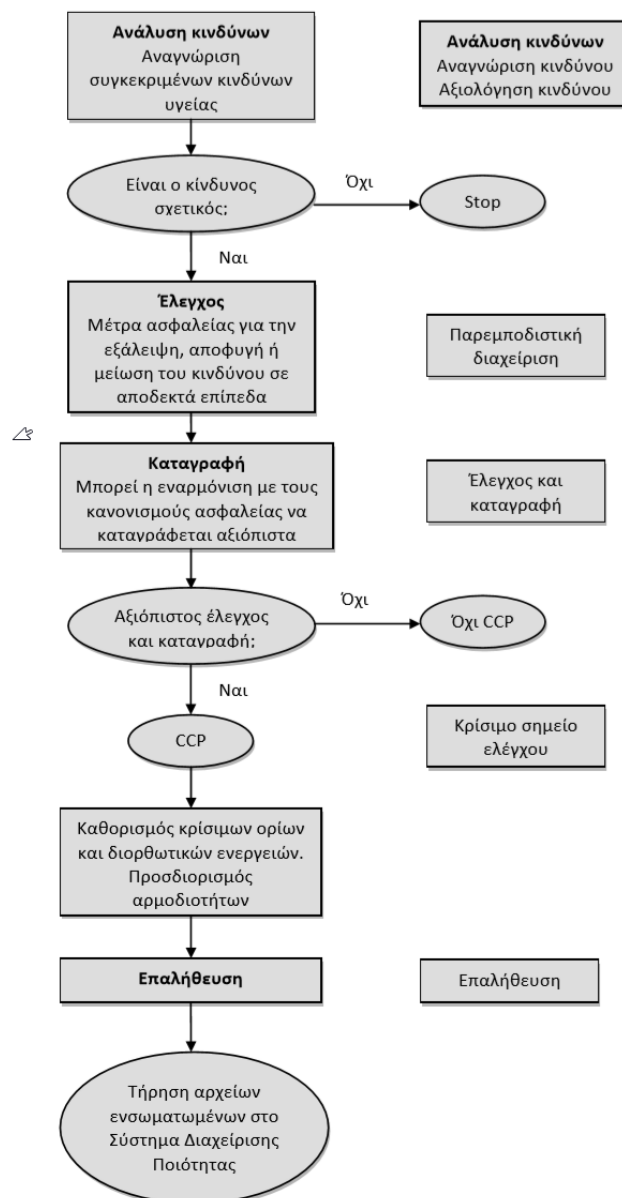 Ανάλυση κινδύνων
Αναγνώριση
συγκεκριμένων κινδύνων
υγείας
Ανάλυση κινδύνων
Αναγνώριση κινδύνου
Αξιολόγηση κινδύνου
Είναι ο κίνδυνος
σχετικός;
Όχι
Stop
Ναι
Έλεγχος
Μέτρα ασφαλείας για την
εξάλειψη, αποφυγή ή
μείωση του κινδύνου σε
αποδεκτά επίπεδα
Παρεμποδιστική
διαχείριση
Καταγραφή
Μπορεί η εναρμόνιση με τους
κανονισμούς ασφαλείας να
καταγράφεται αξιόπιστα
Έλεγχος και
καταγραφή
Αξιόπιστος έλεγχος
και καταγραφή;
Όχι
Όχι CCP
Ναι
CCP
Κρίσιμο σημείο
ελέγχου
Καθορισμός κρίσιμων ορίων
και διορθωτικών ενεργειών.
Προσδιορισμός
αρμοδιοτήτων
Επαλήθευση
Επαλήθευση
Τήρηση αρχείων
ενσωματωμένων στο
Σύστημα Διαχείρισης
Ποιότητας